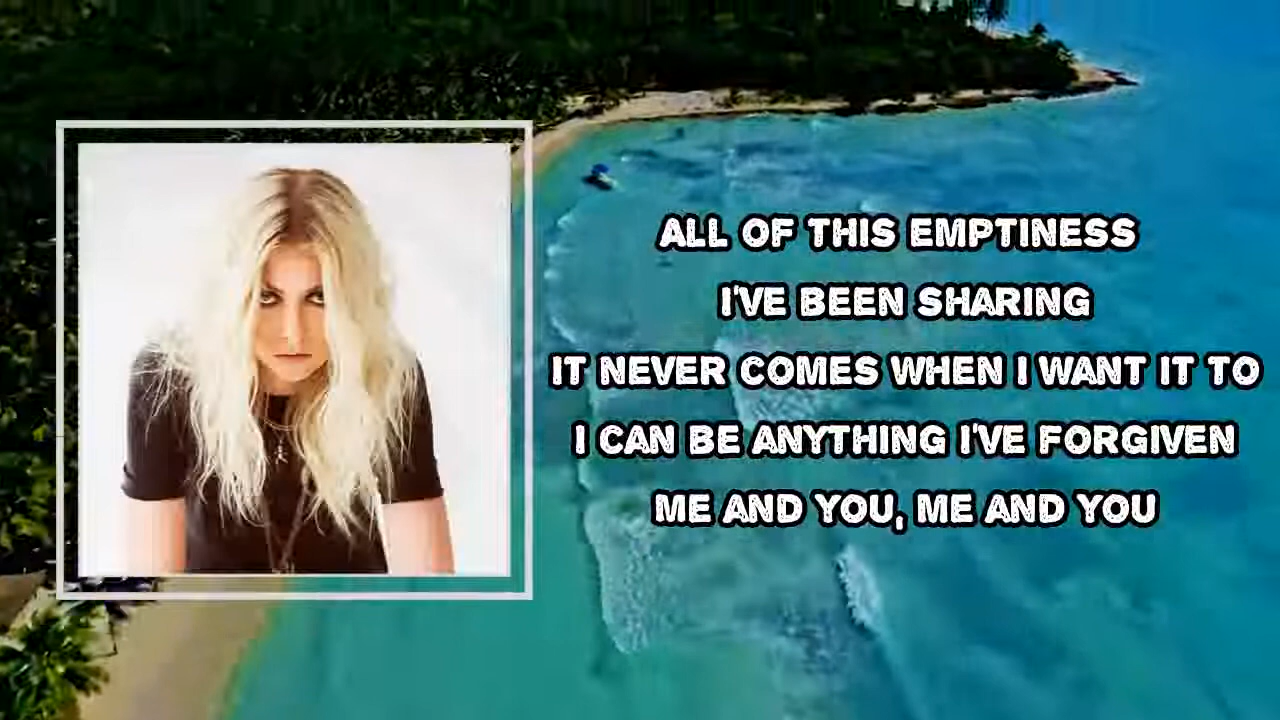 ALL OF THIS EMPTINESS
I'VE BEEN SHARING
IT NEVER COMES WHEN I WANT IT TO
I CAN BE ANYTHING I'VE FORGIVEN
ME AND YOU, ME AND YOU